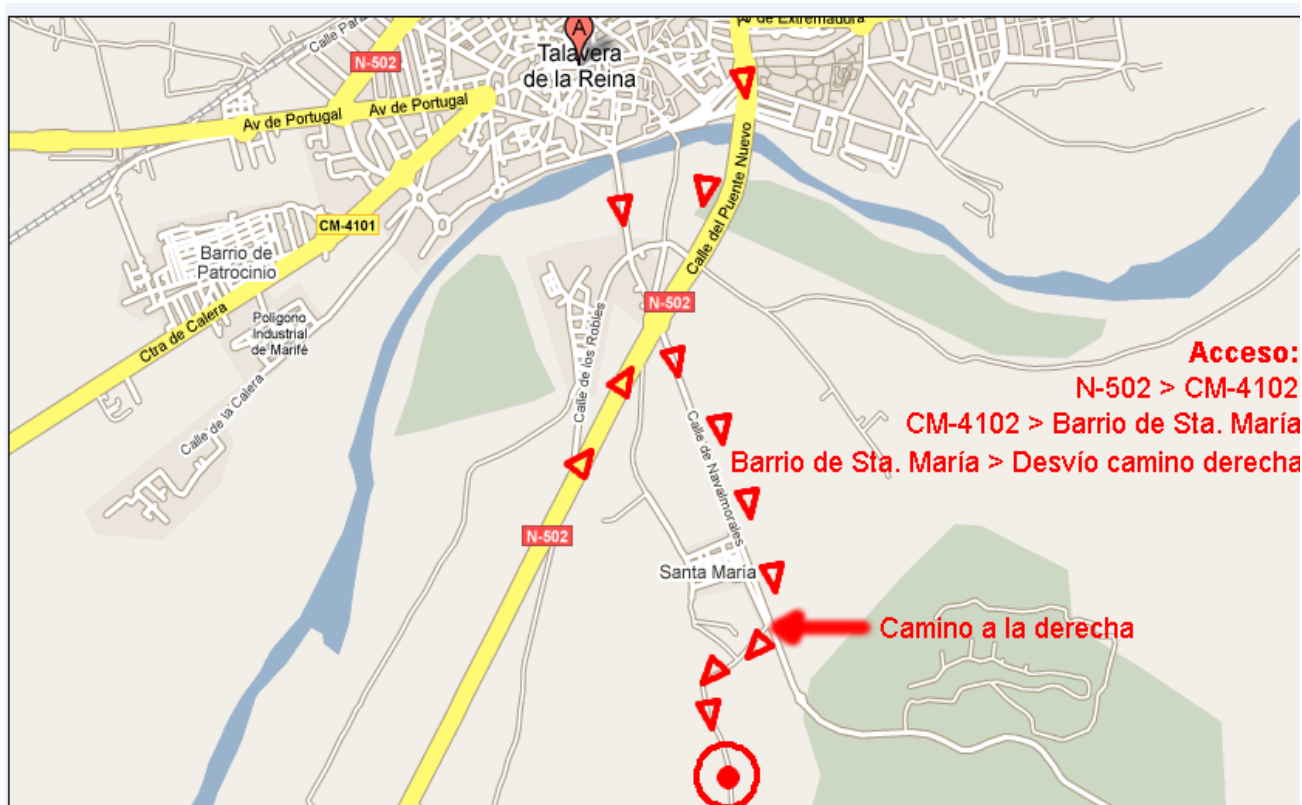 Av de Extremadura
Calle Para
A
N-502
Talavera
de la Reina
Av de Portugal
Av de Portugal
Calle del Puente Nuevo
CM-4101
Barrio de
Patrocinio
N-502
Polígono
Industrial
de Marifé
Ctra de Calera
Calle de los Robles
Acceso:
N-502 > CM-4102
CM-4102 > Barrio de Sta. María
Barrio de Sta. María > Desvío camino derecha
Calle de la Calera
Calle de Navalmorales
N-502
Santa María
Camino a la derecha